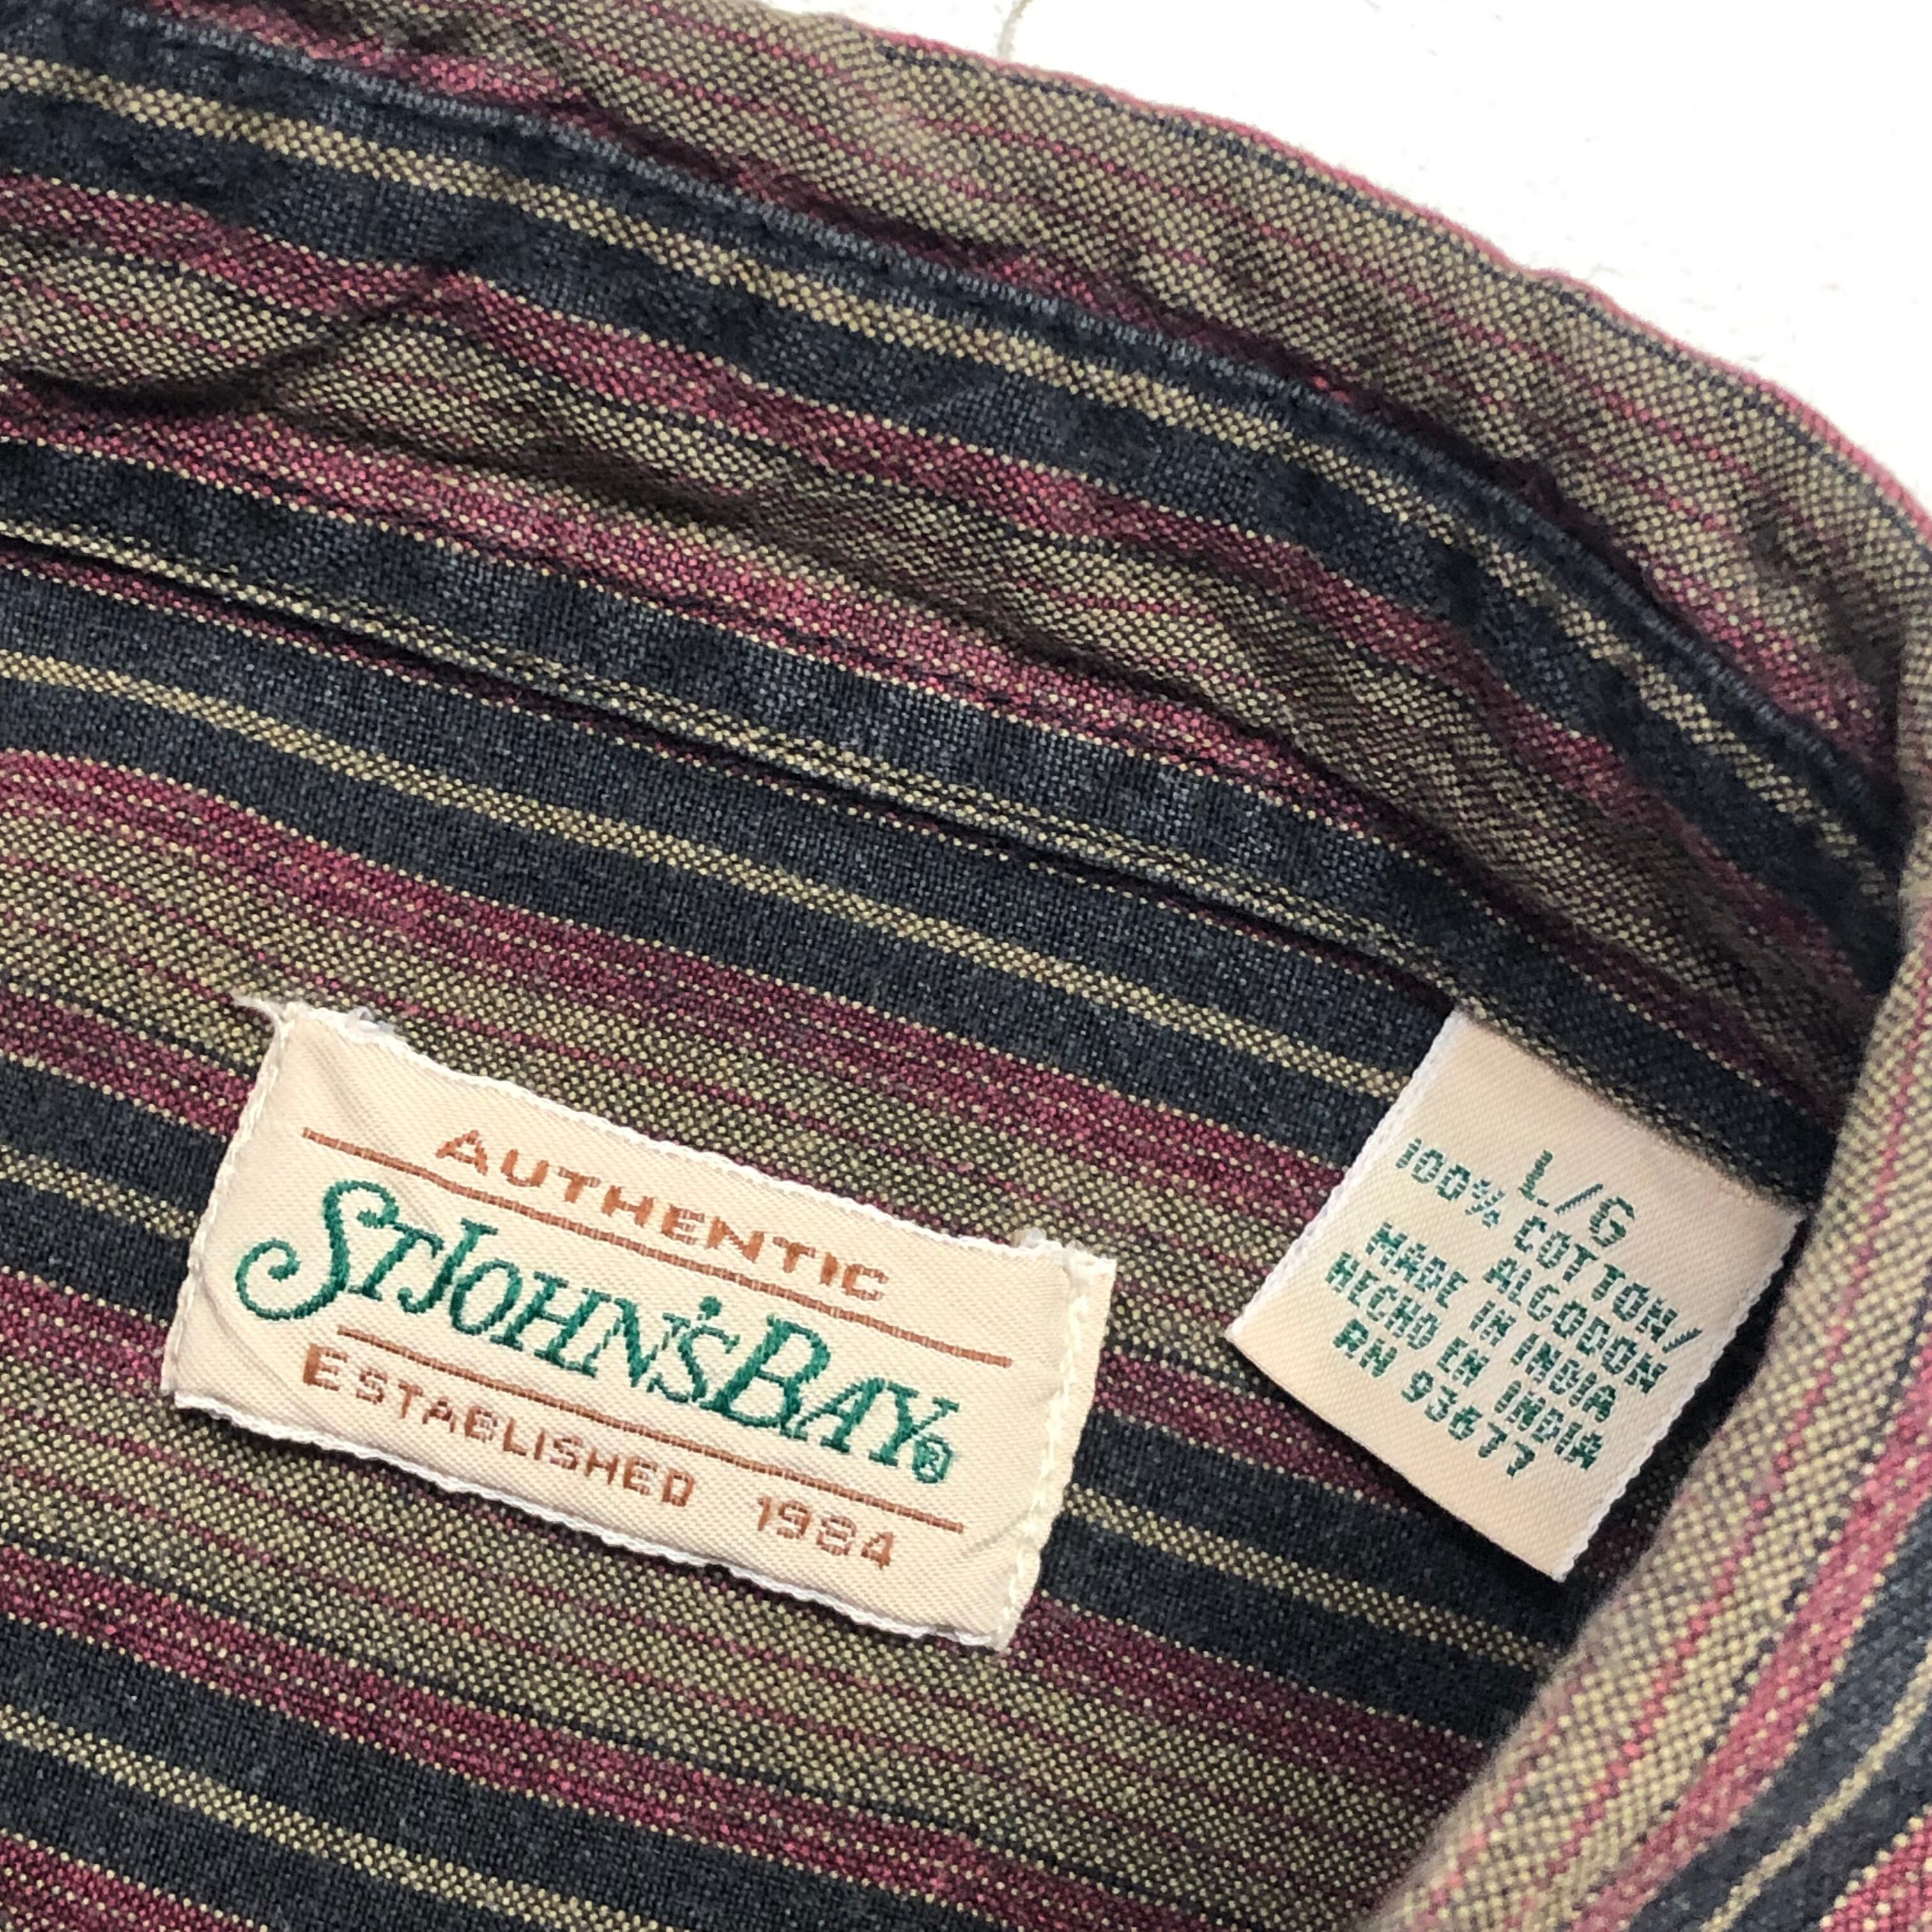 AUTHENTIC
ST JOHN'S BAY®
ESTABLISHED 1984
L/G
100% COTTON/
ALGODON
MADE IN INDIA
HECHO EN INDIA
RN 93677